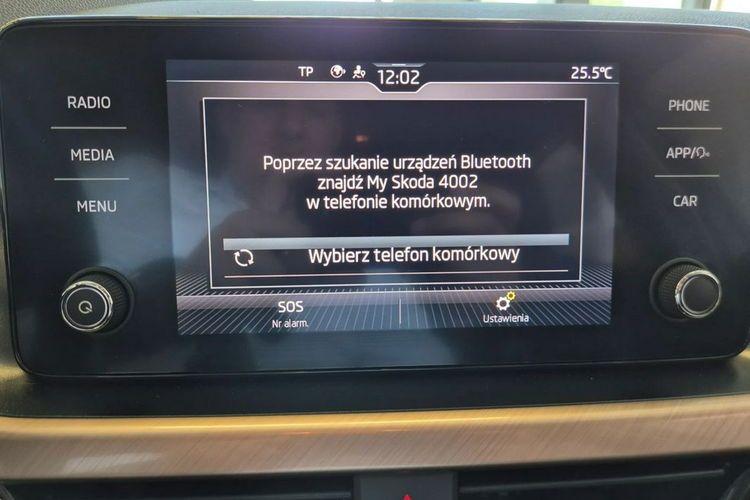 TP 12:02 25.5°C
RADIO
MEDIA
MENU
Poprzez szukanie urządzeń Bluetooth
znajdź My Skoda 4002
w telefonie komórkowym.
Wybierz telefon komórkowy
SOS
Nr alarm.
Ustawienia
PHONE
APP/
CAR